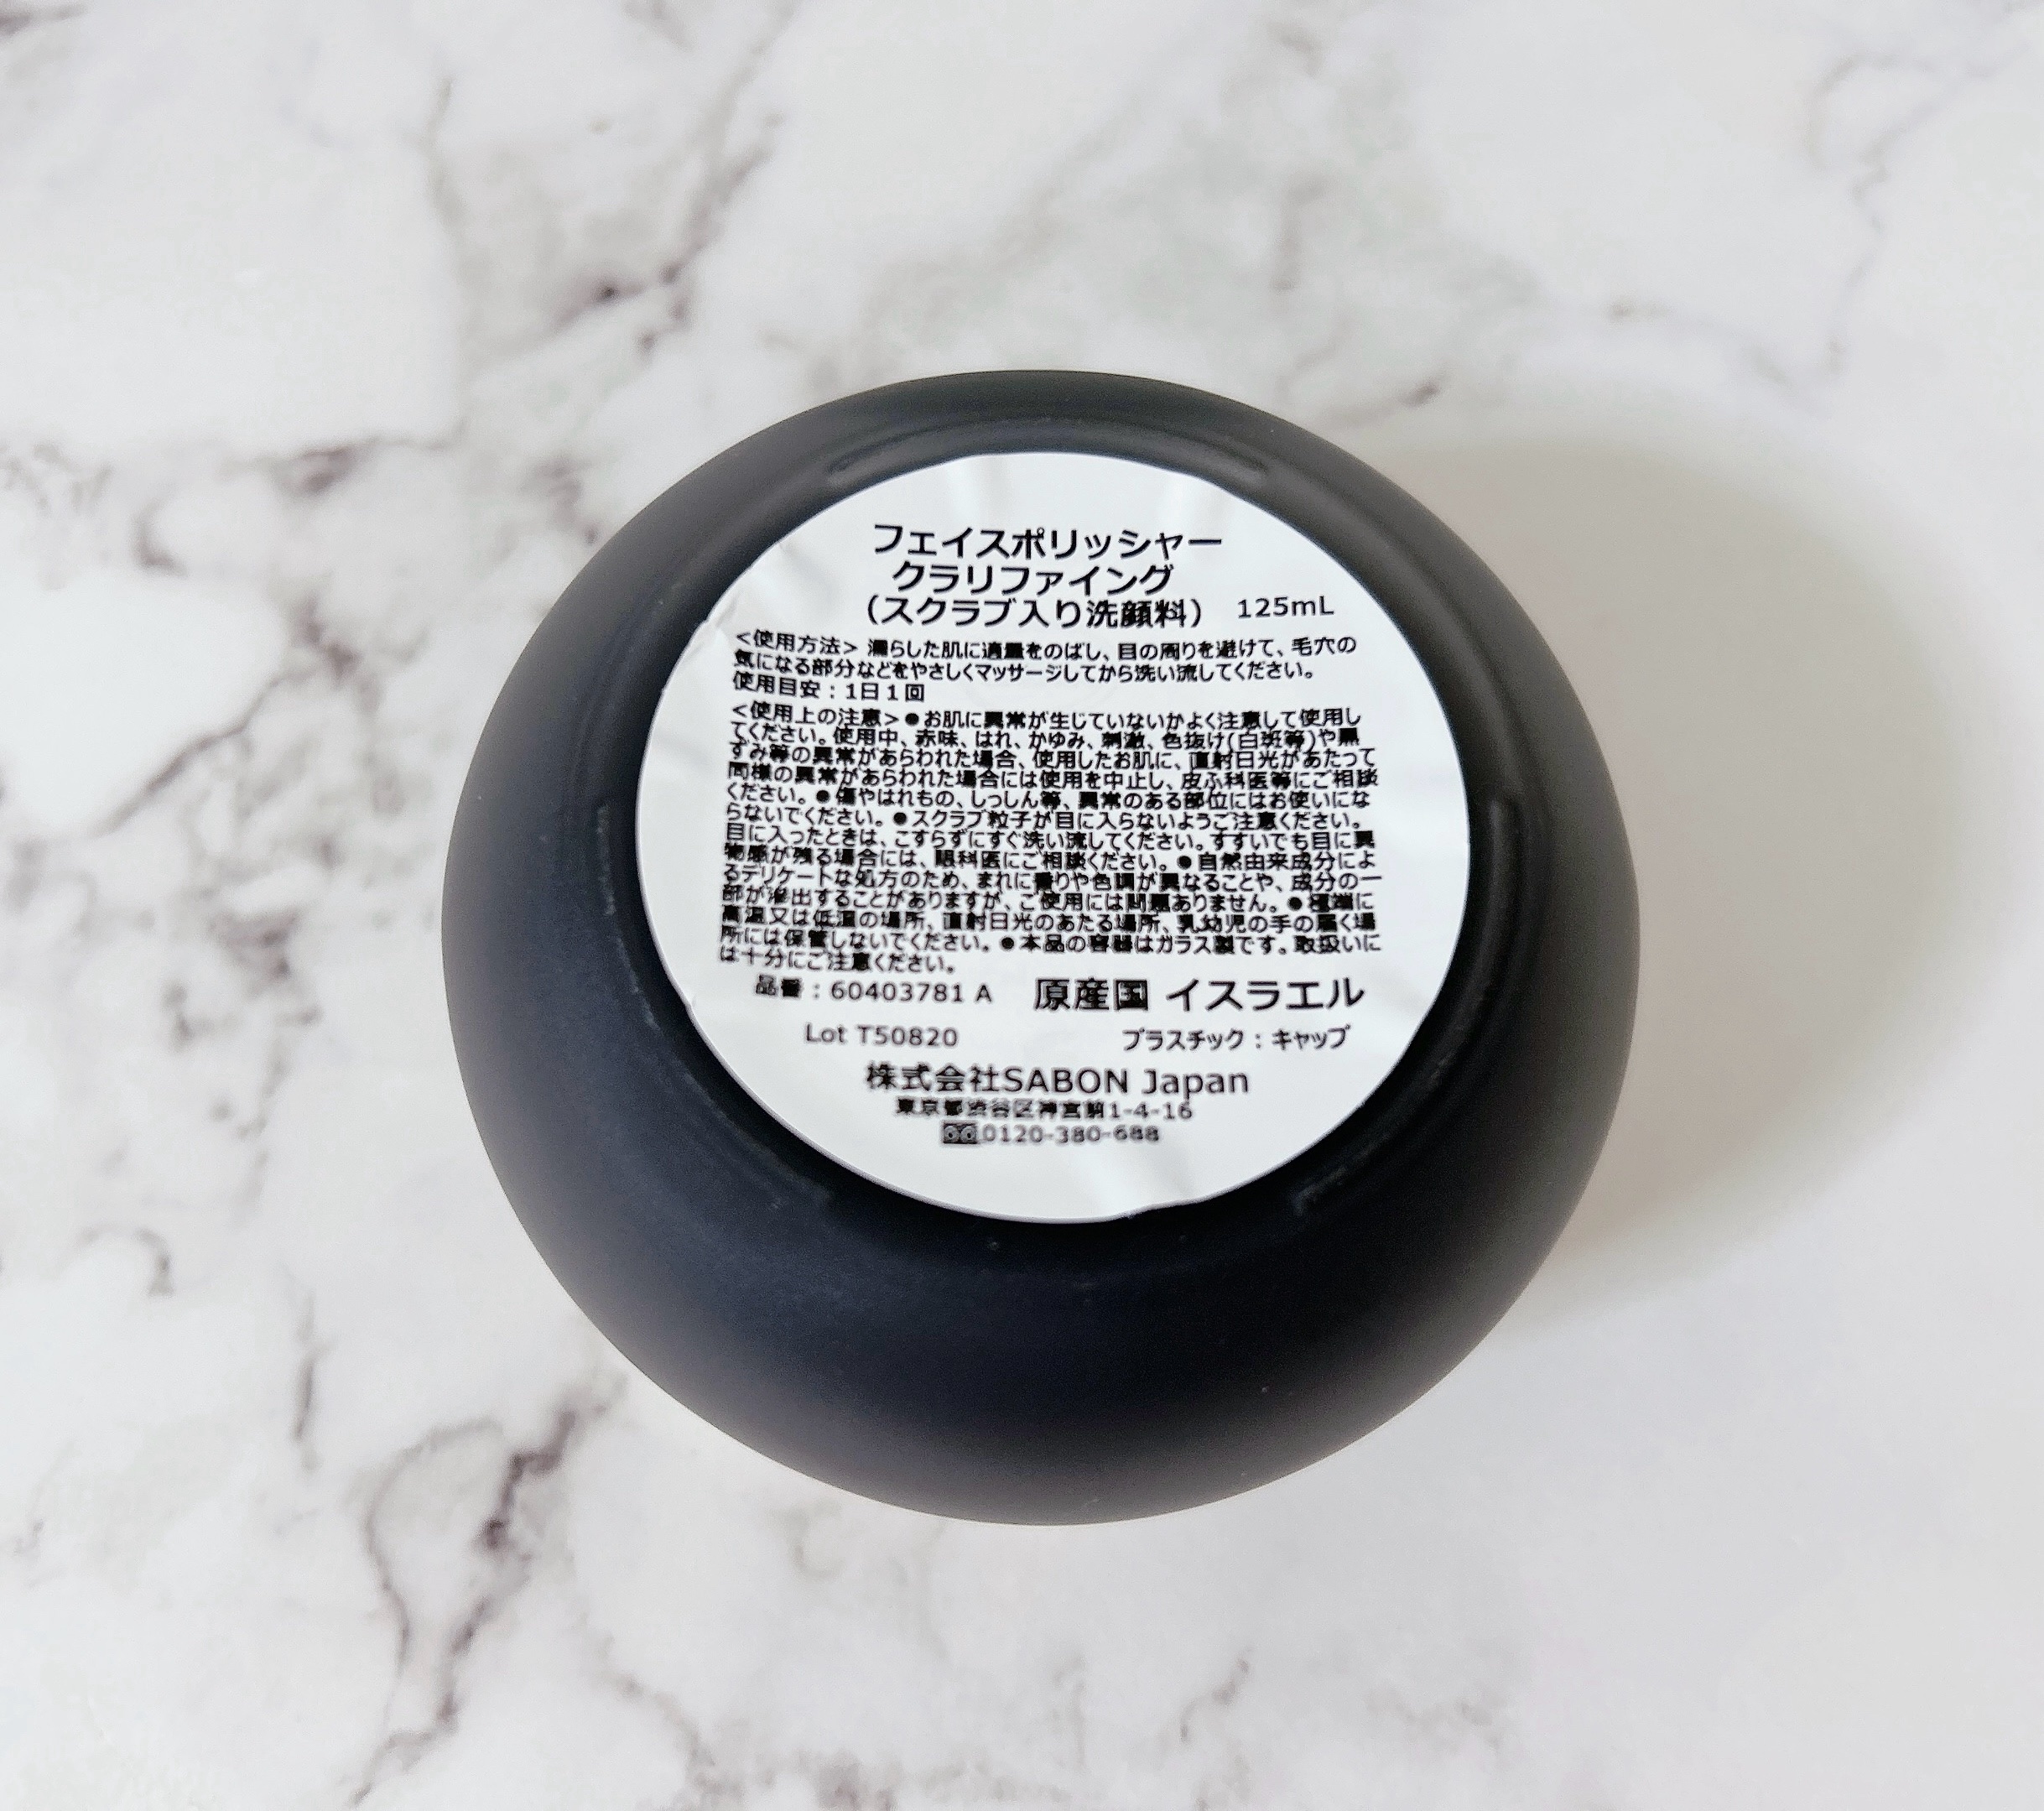 フェイスポリッシャー
クラリファイング
（スクラブ入り洗顔料） 125mL
<使用方法> 濡らした肌に適量をのばし、目の周りを避けて、毛穴の
気になる部分などをやさしくマッサージしてから洗い流してください。
使用目安：1日1回
<使用上の注意>●お肌に異常が生じていないかよく注意して使用し
てください。使用中、赤味、はれ、かゆみ、刺激、色抜け(白斑等)や黒
ずみ等の異常があらわれた場合、使用したお肌に、直射日光があたって
同様の異常があらわれた場合には使用を中止し、皮ふ科医等にご相談
ください。●傷やはれもの、しっしん等、異常のある部位にはお使いにな
らないでください。●スクラブ粒子が目に入らないようご注意ください。
目に入ったときは、こすらずにすぐ洗い流してください。すすいでも目に異
物感が残る場合には、眼科医にご相談ください。●自然由来成分によ
るデリケートな処方のため、まれに香りや色調が異なることや、成分の一
部が滲出することがありますが、ご使用には問題ありません。●極端に
高温又は低温の場所、直射日光のあたる場所、乳幼児の手の届く場
所には保管しないでください。●本品の容器はガラス製です。取扱いに
は十分にご注意ください。
品番：60403781 A 原産国 イスラエル
Lot T50820 プラスチック：キャップ
株式会社SABON Japan
東京都渋谷区神宮前1-4-16
0120-380-688